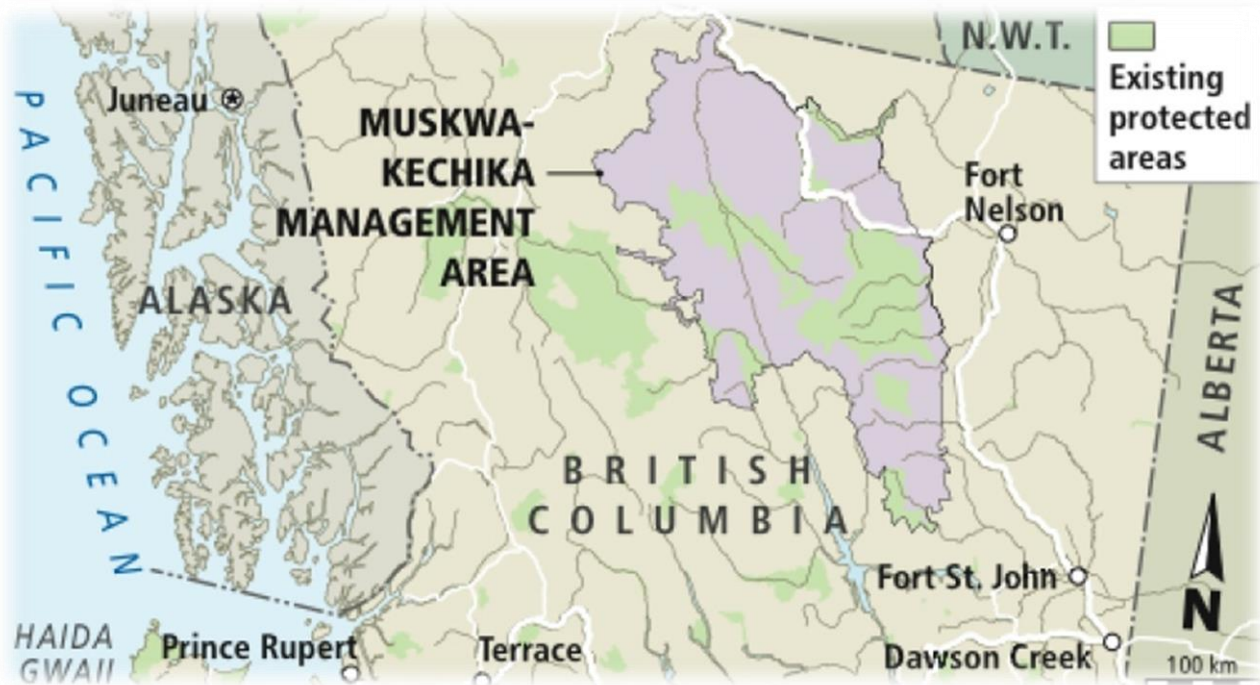 N.W.T.
Existing
protected
areas
Juneau
PACIFIC OCEAN
MUSKWA-
KECHIKA
MANAGEMENT
AREA
Fort
Nelson
ALASKA
ALBERTA
BRITISH
COLUMBIA
Fort St. John
N
HAIDA
GWAII
Prince Rupert
Terrace
Dawson Creek
100 km